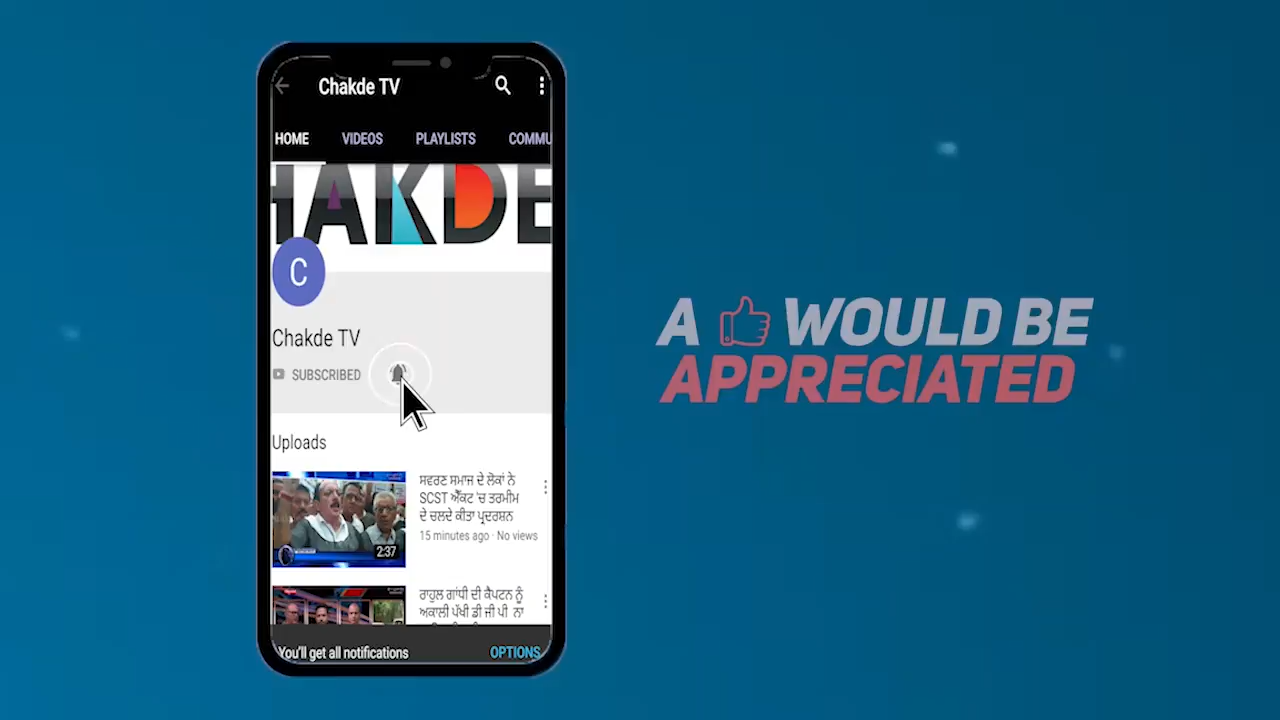 Chakde TV
HOME VIDEOS PLAYLISTS COMMU
HAKDE
C
Chakde TV
SUBSCRIBED
Uploads
ਸਵਰਣ ਸਮਾਜ ਦੇ ਲੋਕਾਂ ਨੇ
SCST ਐਂਕਟ 'ਚ ਤਰਮੀਮ
ਦੇ ਚਲਦੇ ਕੀਤਾ ਪ੍ਰਦਰਸ਼ਨ
15 minutes ago · No views
2:37
ਰਾਹੁਲ ਗਾਂਧੀ ਦੀ ਕੈਪਟਨ ਨੂੰ
ਅਕਾਲੀ ਪੱਖੀ ਡੀ ਜੀ ਪੀ ਨਾ
You'll get all notifications OPTIONS
A WOULD BE
APPRECIATED